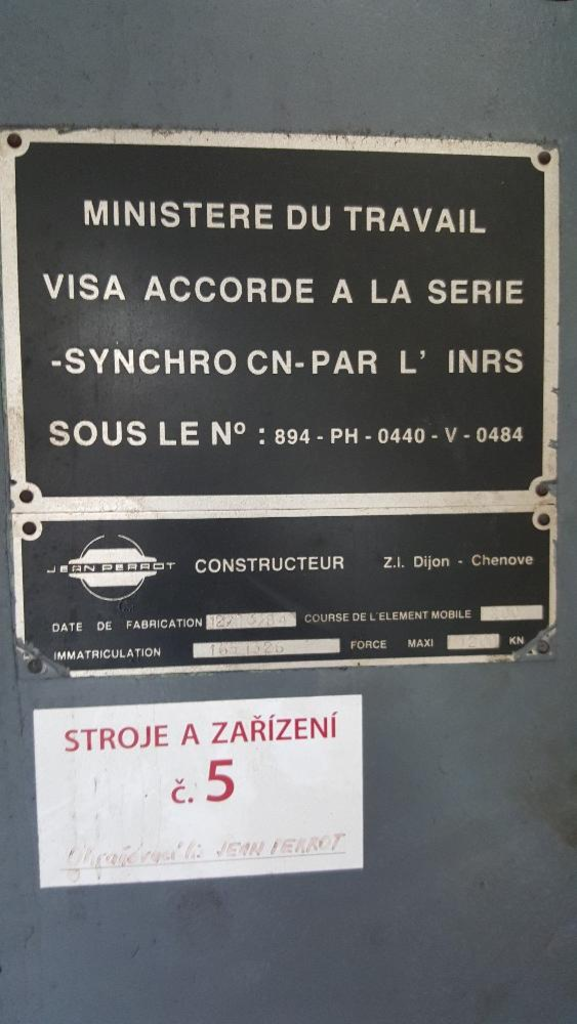 MINISTERE DU TRAVAIL
VISA ACCORDE A LA SERIE
-SYNCHRO CN-PAR L' INRS
SOUS LE Nº : 894 - PH - 0440 - V - 0484
JEAN PERROT CONSTRUCTEUR Z.I. Dijon - Chenove
DATE DE FABRICATION COURSE DE L'ELEMENT MOBILE
IMMATRICULATION FORCE MAXI KN
STROJE A ZAŘÍZENÍ
č. 5
JEAN PERROT